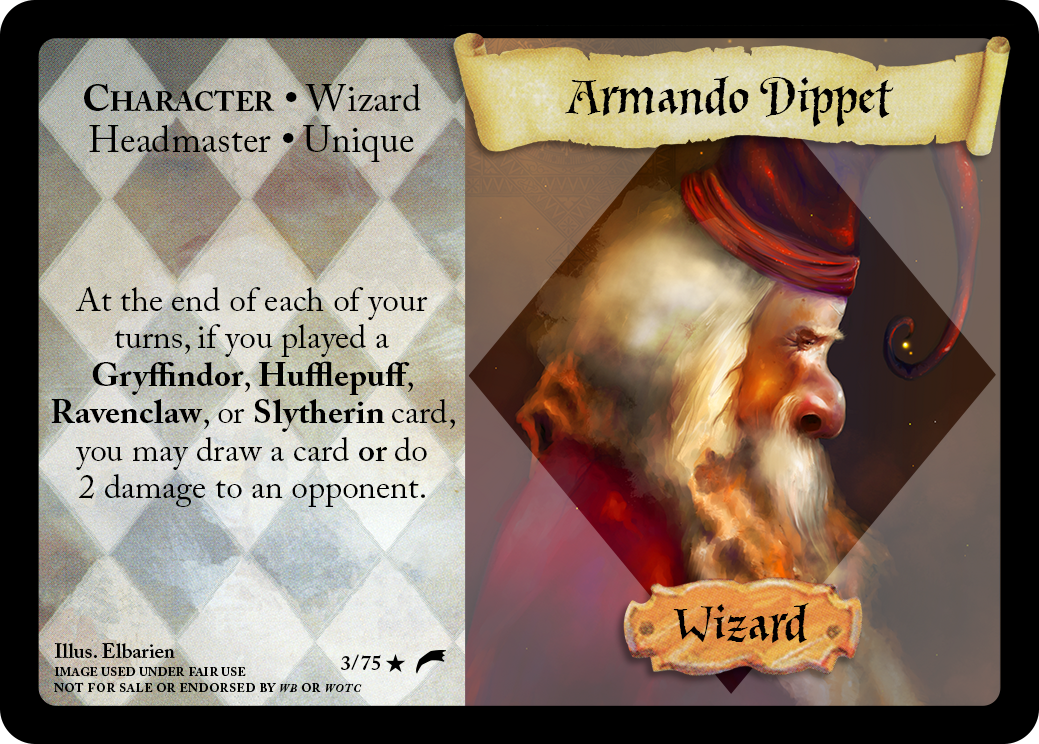 CHARACTER • Wizard
Headmaster • Unique
Armando Dippet
At the end of each of your
turns, if you played a
Gryffindor, Hufflepuff,
Ravenclaw, or Slytherin card,
you may draw a card or do
2 damage to an opponent.
Wizard
Illus. Elbarien
IMAGE USED UNDER FAIR USE
NOT FOR SALE OR ENDORSED BY WB OR WOTC
3/75 ★